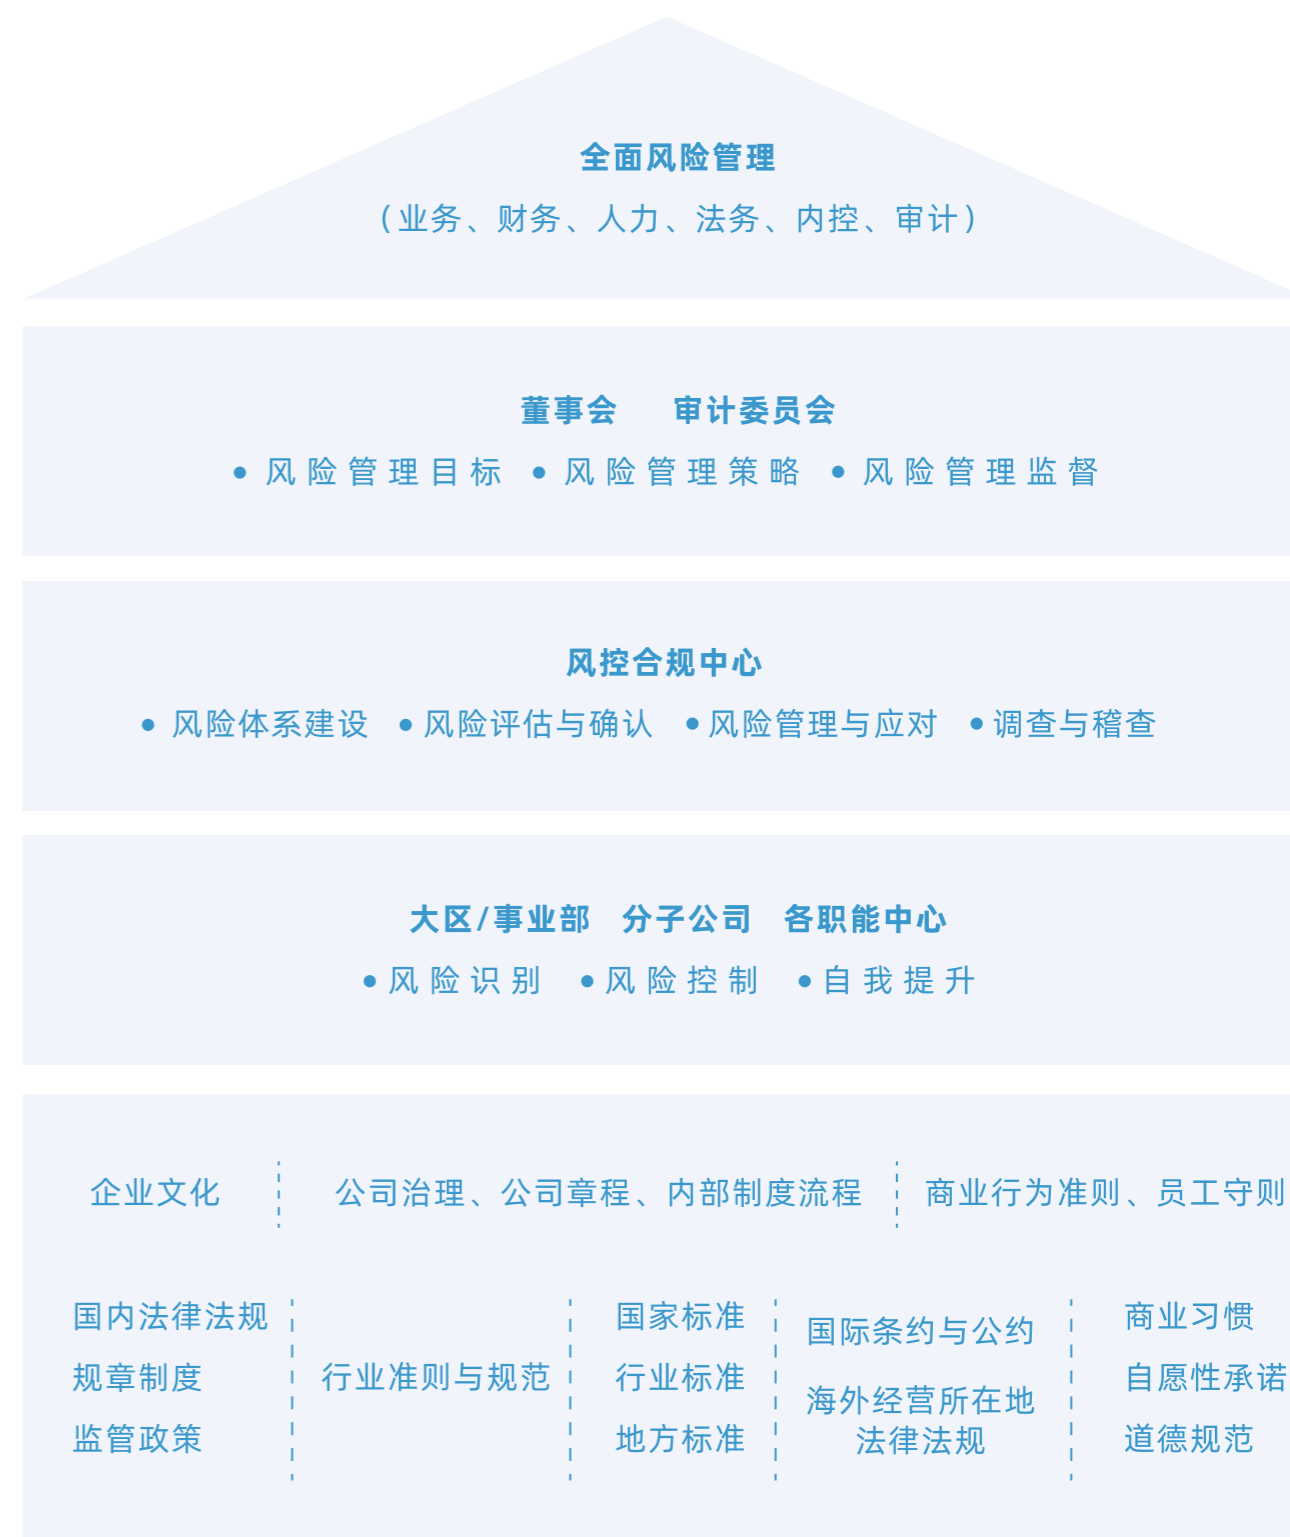 全面风险管理
(业务、财务、人力、法务、内控、审计)
董事会 审计委员会
● 风险管理目标 ● 风险管理策略 ● 风险管理监督
风控合规中心
● 风险体系建设 ● 风险评估与确认 ● 风险管理与应对 ● 调查与稽查
大区/事业部 分子公司 各职能中心
● 风险识别 ● 风险控制 ● 自我提升
企业文化 公司治理、公司章程、内部制度流程 商业行为准则、员工守则
国内法律法规
规章制度
监管政策
行业准则与规范
国家标准
行业标准
地方标准
国际条约与公约
海外经营所在地
法律法规
商业习惯
自愿性承诺
道德规范